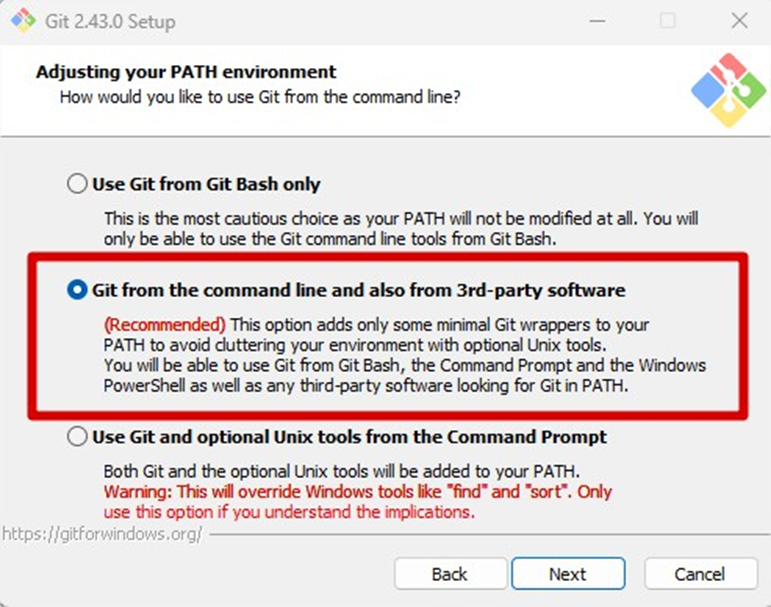 Git 2.43.0 Setup
Adjusting your PATH environment
How would you like to use Git from the command line?
Use Git from Git Bash only
This is the most cautious choice as your PATH will not be modified at all. You will
only be able to use the Git command line tools from Git Bash.
Git from the command line and also from 3rd-party software
(Recommended) This option adds only some minimal Git wrappers to your
PATH to avoid cluttering your environment with optional Unix tools.
You will be able to use Git from Git Bash, the Command Prompt and the Windows
PowerShell as well as any third-party software looking for Git in PATH.
Use Git and optional Unix tools from the Command Prompt
Both Git and the optional Unix tools will be added to your PATH.
Warning: This will override Windows tools like "find" and "sort". Only
use this option if you understand the implications.
https://gitforwindows.org/
Back
Next
Cancel